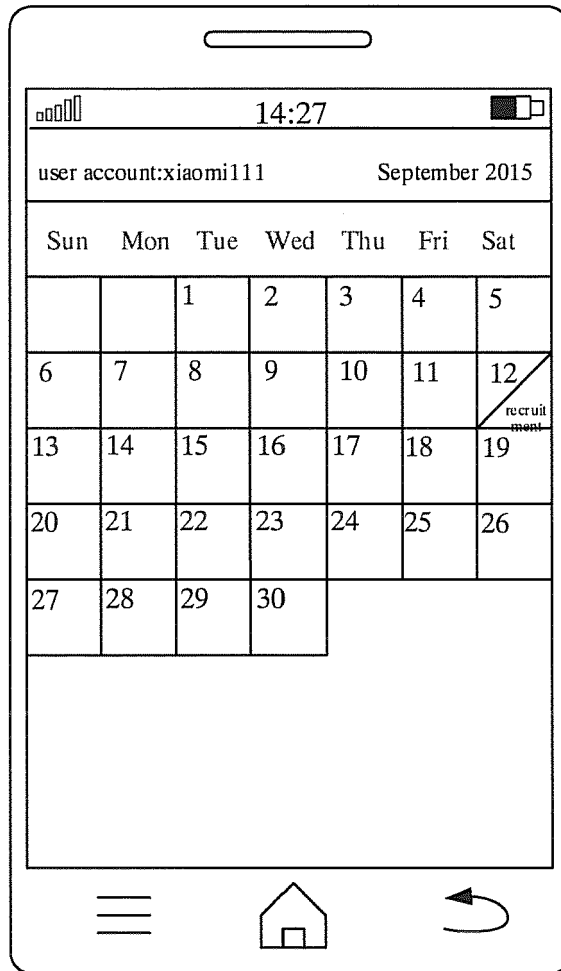 14:27
user account:xiaomi111 September 2015
Sun Mon Tue Wed Thu Fri Sat
1 2 3 4 5
6 7 8 9 10 11 12
recruit
ment
13 14 15 16 17 18 19
20 21 22 23 24 25 26
27 28 29 30